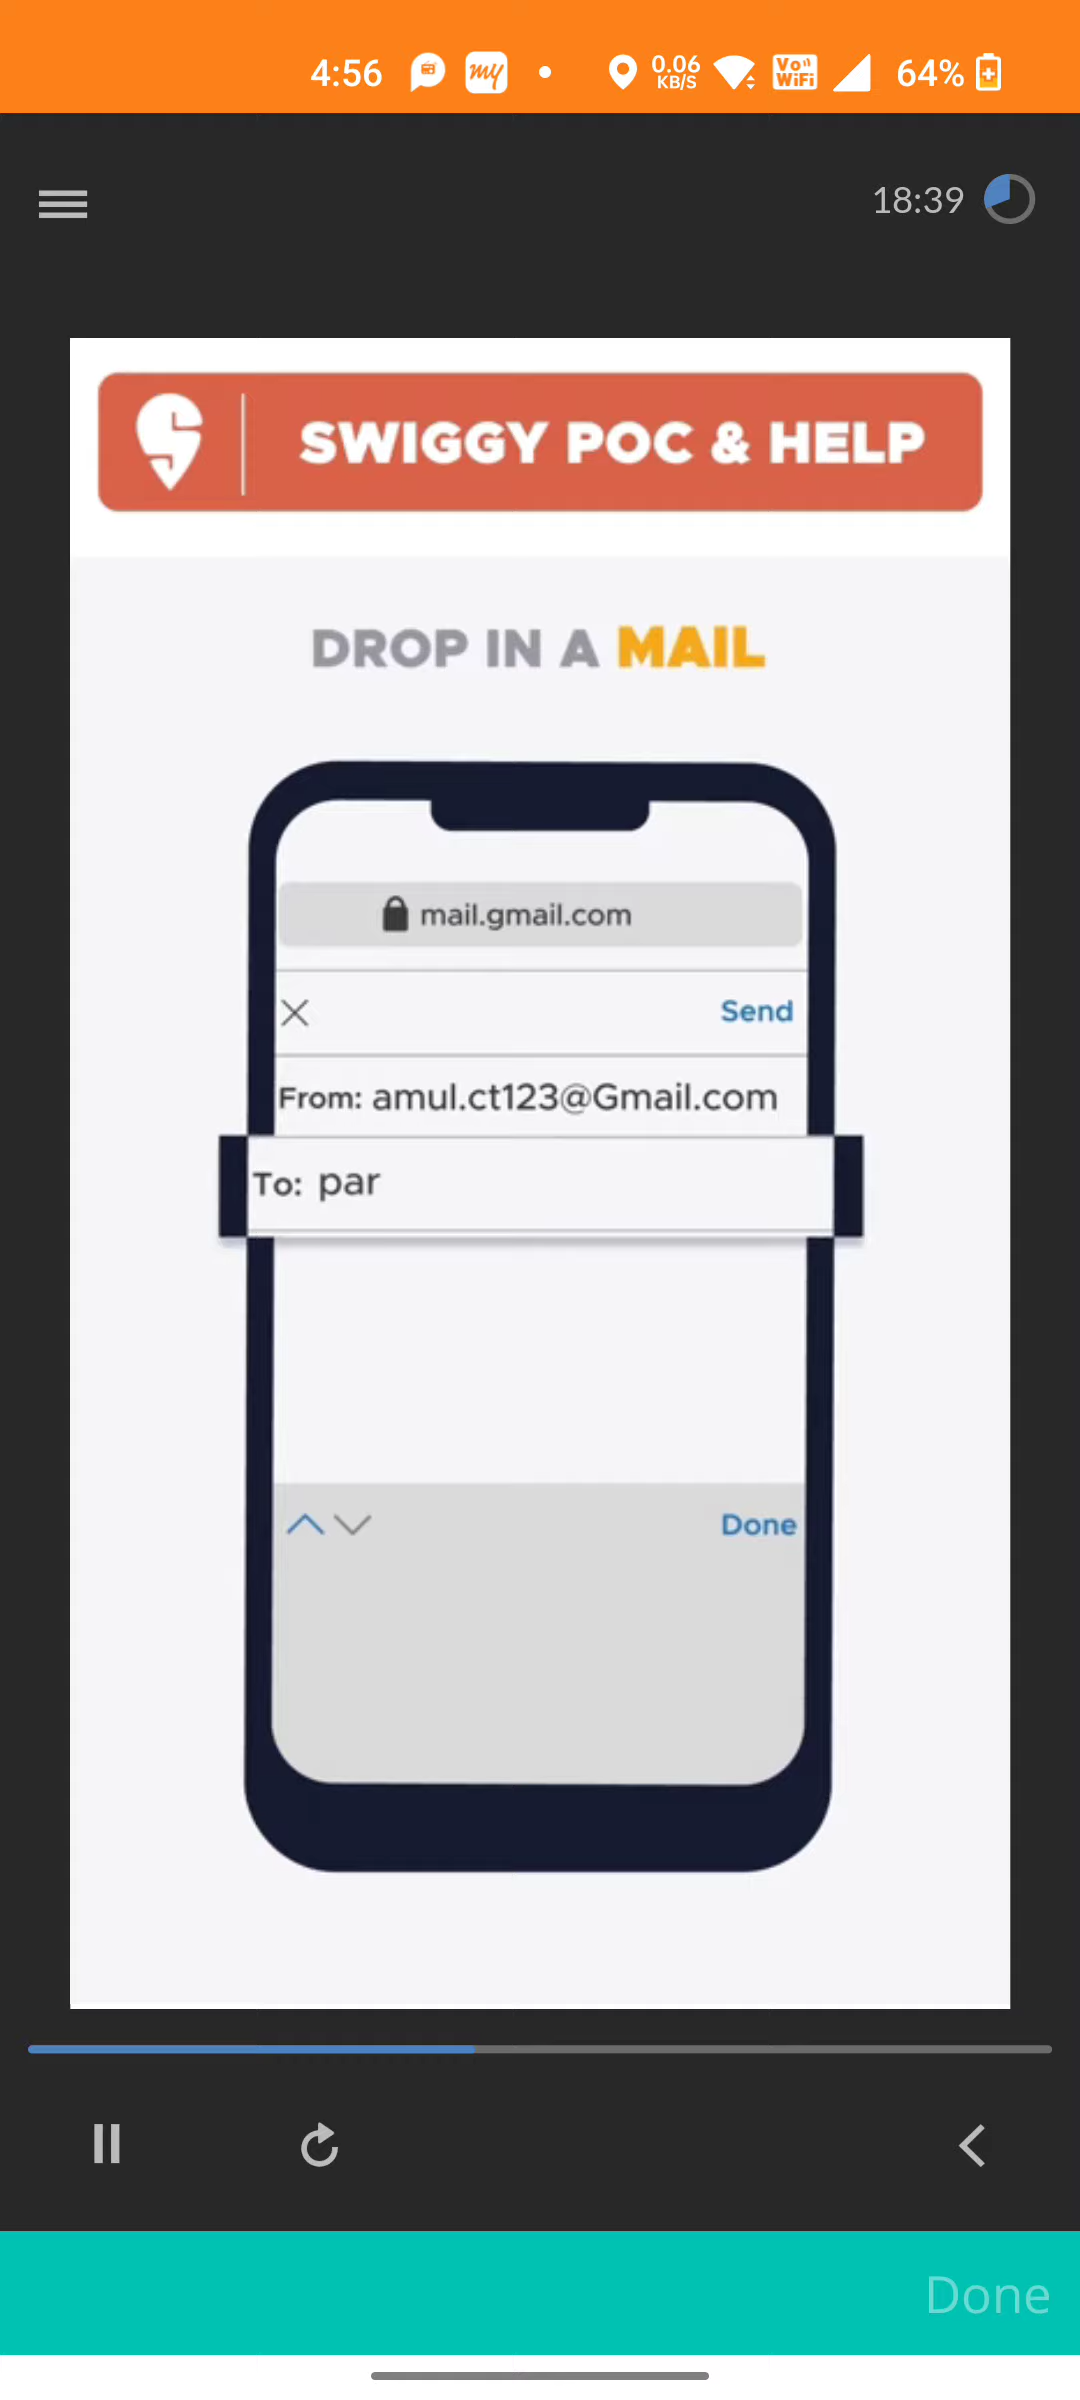 4:56 my 0.06 KB/S Vo WiFi 64%
18:39
SWIGGY POC & HELP
DROP IN A MAIL
mail.gmail.com
Send
From: amul.ct123@Gmail.com
To: par
Done
Done